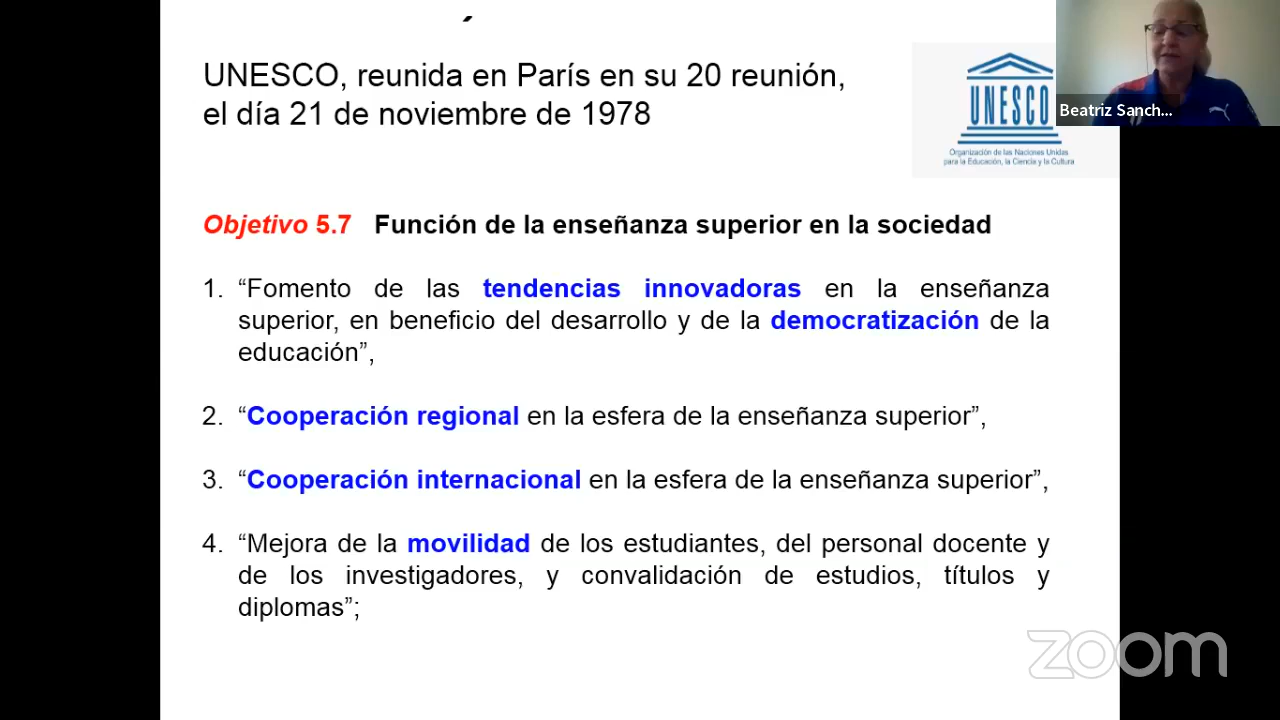 UNESCO, reunida en París en su 20 reunión,
el día 21 de noviembre de 1978
UNESCO
Organización de las Naciones Unidas
para la Educación, la Ciencia y la Cultura
Beatriz Sanch...
Objetivo 5.7 Función de la enseñanza superior en la sociedad
1. “Fomento de las tendencias innovadoras en la enseñanza
superior, en beneficio del desarrollo y de la democratización de la
educación”,
2. “Cooperación regional en la esfera de la enseñanza superior”,
3. “Cooperación internacional en la esfera de la enseñanza superior”,
4. “Mejora de la movilidad de los estudiantes, del personal docente y
de los investigadores, y convalidación de estudios, títulos y
diplomas”;
zoom